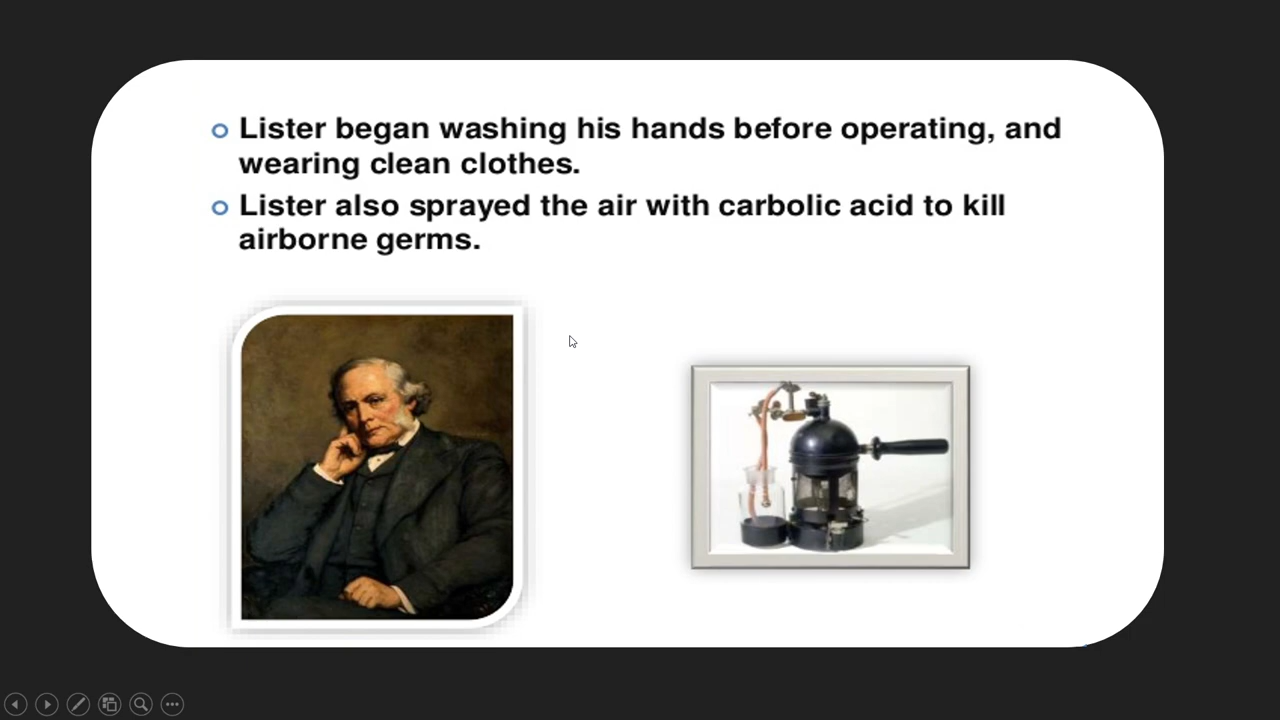 Lister began washing his hands before operating, and
wearing clean clothes.
Lister also sprayed the air with carbolic acid to kill
airborne germs.